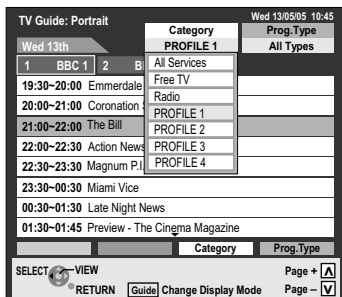 TV Guide: Portrait
Wed 13/05/05 10:45
Category
Prog.Type
Wed 13th
PROFILE 1
All Types
1 BBC 1 2 B
All Services
Free TV
Radio
PROFILE 1
PROFILE 2
PROFILE 3
PROFILE 4
19:30~20:00 Emmerdale
20:00~21:00 Coronation
21:00~22:00 The Bill
22:00~22:30 Action News
22:30~23:30 Magnum P.I.
23:30~00:30 Miami Vice
00:30~01:30 Late Night News
01:30~01:45 Preview - The Cinema Magazine
Category
Prog.Type
SELECT VIEW
RETURN
Guide Change Display Mode
Page + ᐱ
Page – ᐯ